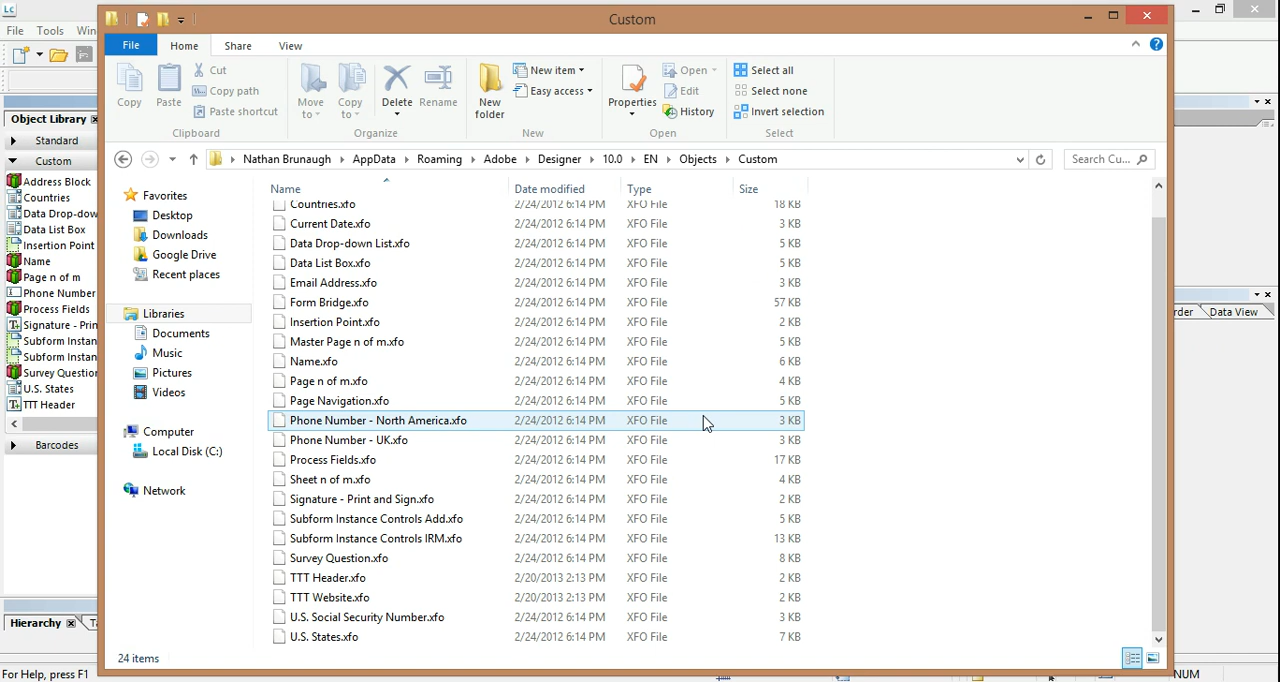 Lc
Custom
File Tools Win
File Home Share View
Copy Paste Cut Copy path Paste shortcut
Move to Copy to Delete Rename
New folder New item Easy access
Properties Open Edit History
Select all Select none Invert selection
Clipboard Organize New Open Select
Nathan Brunaugh AppData Roaming Adobe Designer 10.0 EN Objects Custom
Search Cu...
Object Library
Standard
Custom
Address Block
Countries
Data Drop-dow
Data List Box
Insertion Point
Name
Page n of m
Phone Number
Process Fields
Signature - Prin
Subform Instan
Subform Instan
Survey Question
U.S. States
TTT Header
Barcodes
Hierarchy
For Help, press F1
Favorites
Desktop
Downloads
Google Drive
Recent places
Libraries
Documents
Music
Pictures
Videos
Computer
Local Disk (C:)
Network
Name Date modified Type Size
Countries.xfo 2/24/2012 6:14 PM XFO File 18 KB
Current Date.xfo 2/24/2012 6:14 PM XFO File 3 KB
Data Drop-down List.xfo 2/24/2012 6:14 PM XFO File 5 KB
Data List Box.xfo 2/24/2012 6:14 PM XFO File 5 KB
Email Address.xfo 2/24/2012 6:14 PM XFO File 3 KB
Form Bridge.xfo 2/24/2012 6:14 PM XFO File 57 KB
Insertion Point.xfo 2/24/2012 6:14 PM XFO File 2 KB
Master Page n of m.xfo 2/24/2012 6:14 PM XFO File 5 KB
Name.xfo 2/24/2012 6:14 PM XFO File 6 KB
Page n of m.xfo 2/24/2012 6:14 PM XFO File 4 KB
Page Navigation.xfo 2/24/2012 6:14 PM XFO File 5 KB
Phone Number - North America.xfo 2/24/2012 6:14 PM XFO File 3 KB
Phone Number - UK.xfo 2/24/2012 6:14 PM XFO File 3 KB
Process Fields.xfo 2/24/2012 6:14 PM XFO File 17 KB
Sheet n of m.xfo 2/24/2012 6:14 PM XFO File 4 KB
Signature - Print and Sign.xfo 2/24/2012 6:14 PM XFO File 2 KB
Subform Instance Controls Add.xfo 2/24/2012 6:14 PM XFO File 5 KB
Subform Instance Controls IRM.xfo 2/24/2012 6:14 PM XFO File 13 KB
Survey Question.xfo 2/24/2012 6:14 PM XFO File 8 KB
TTT Header.xfo 2/20/2013 2:13 PM XFO File 2 KB
TTT Website.xfo 2/20/2013 2:13 PM XFO File 2 KB
U.S. Social Security Number.xfo 2/24/2012 6:14 PM XFO File 3 KB
U.S. States.xfo 2/24/2012 6:14 PM XFO File 7 KB
24 items
rder Data View
NUM